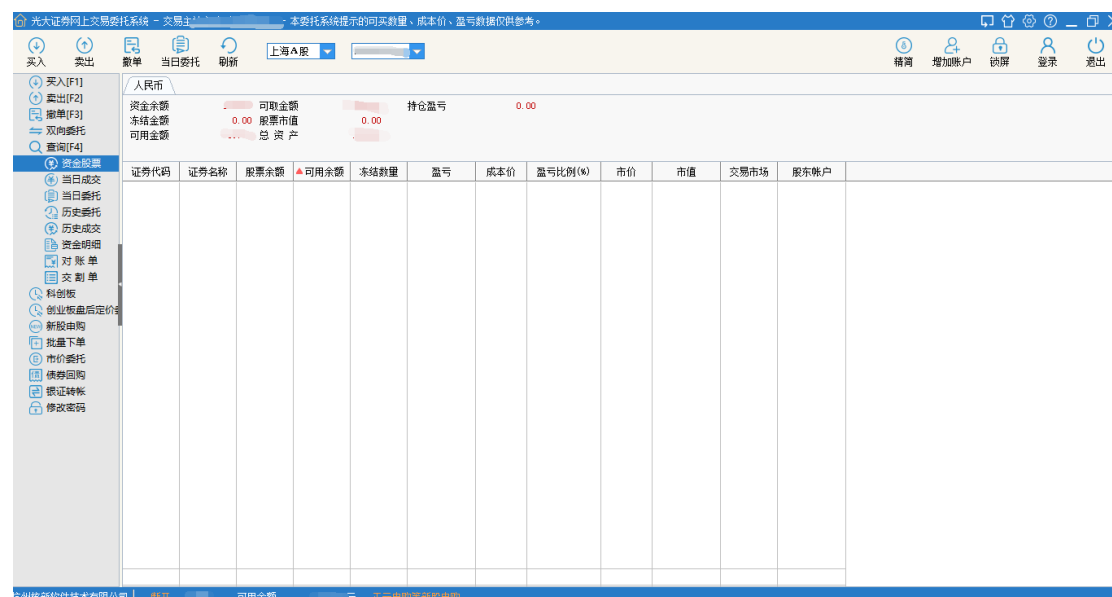 光大证券网上交易委托系统 - 交易主 - 本委托系统提示的可买数量、成本价、盈亏数据仅供参考。
买入 卖出 撤单 当日委托 刷新 上海A股 精简 增加账户 锁屏 登录 退出
买入[F1]
卖出[F2]
撤单[F3]
双向委托
查询[F4]
资金股票
当日成交
当日委托
历史委托
历史成交
资金明细
对 账 单
交 割 单
科创板
创业板盘后定价
新股申购
批量下单
市价委托
债券回购
银证转帐
修改密码
人民币
资金余额 可取金额 持仓盈亏 0.00
冻结金额 0.00 股票市值 0.00
可用金额 总 资 产
证券代码 证券名称 股票余额 可用余额 冻结数量 盈亏 成本价 盈亏比例(%) 市价 市值 交易市场 股东帐户
可用金额